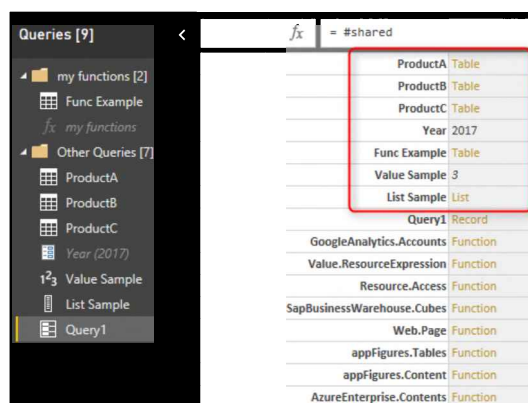 Queries [9]
<
fx
= #shared
my functions [2]
Func Example
fx my functions
Other Queries [7]
ProductA
ProductB
ProductC
Year (2017)
1²3 Value Sample
List Sample
Query1
ProductA Table
ProductB Table
ProductC Table
Year 2017
Func Example Table
Value Sample 3
List Sample List
Query1 Record
GoogleAnalytics.Accounts Function
Value.ResourceExpression Function
Resource.Access Function
SapBusinessWarehouse.Cubes Function
Web.Page Function
appFigures.Tables Function
appFigures.Content Function
AzureEnterprise.Contents Function